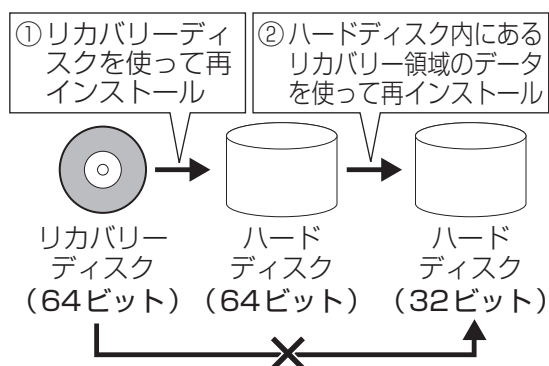 ①リカバリーディ
スクを使って再
インストール
②ハードディスク内にある
リカバリー領域のデータ
を使って再インストール
リカバリー
ディスク
（64ビット）
ハード
ディスク
（64ビット）
ハード
ディスク
（32ビット）